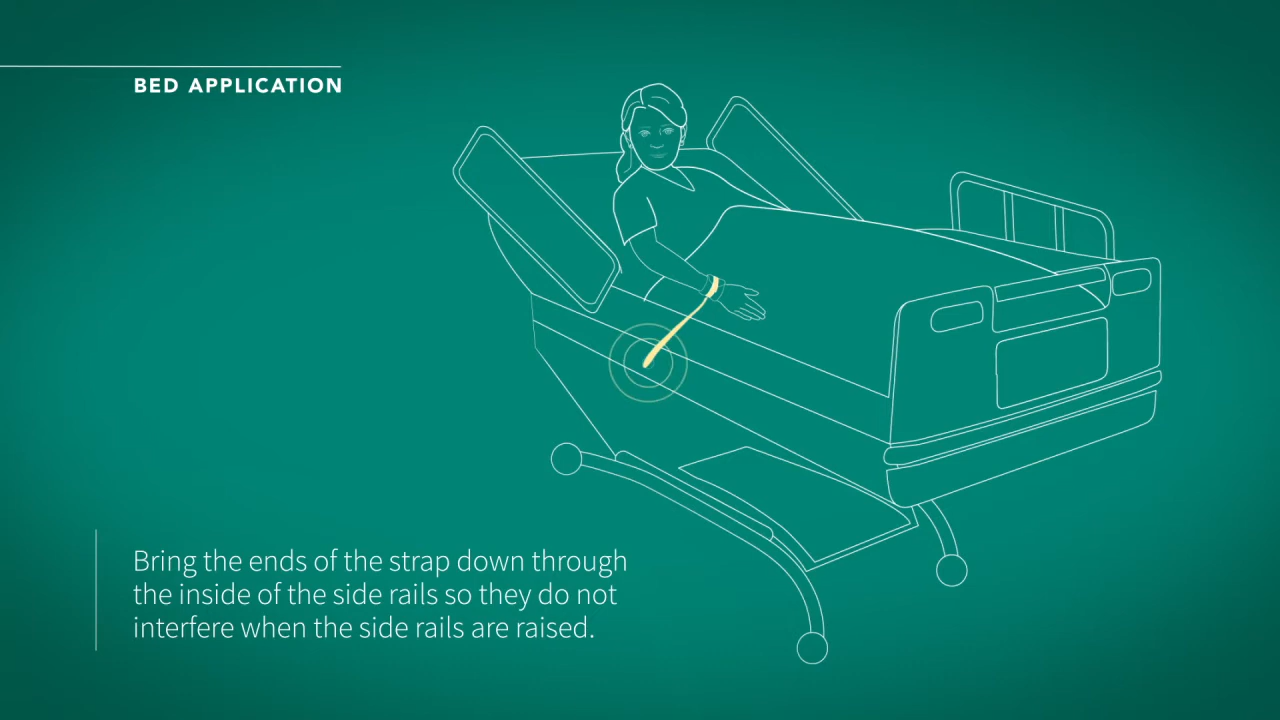 BED APPLICATION
Bring the ends of the strap down through
the inside of the side rails so they do not
interfere when the side rails are raised.